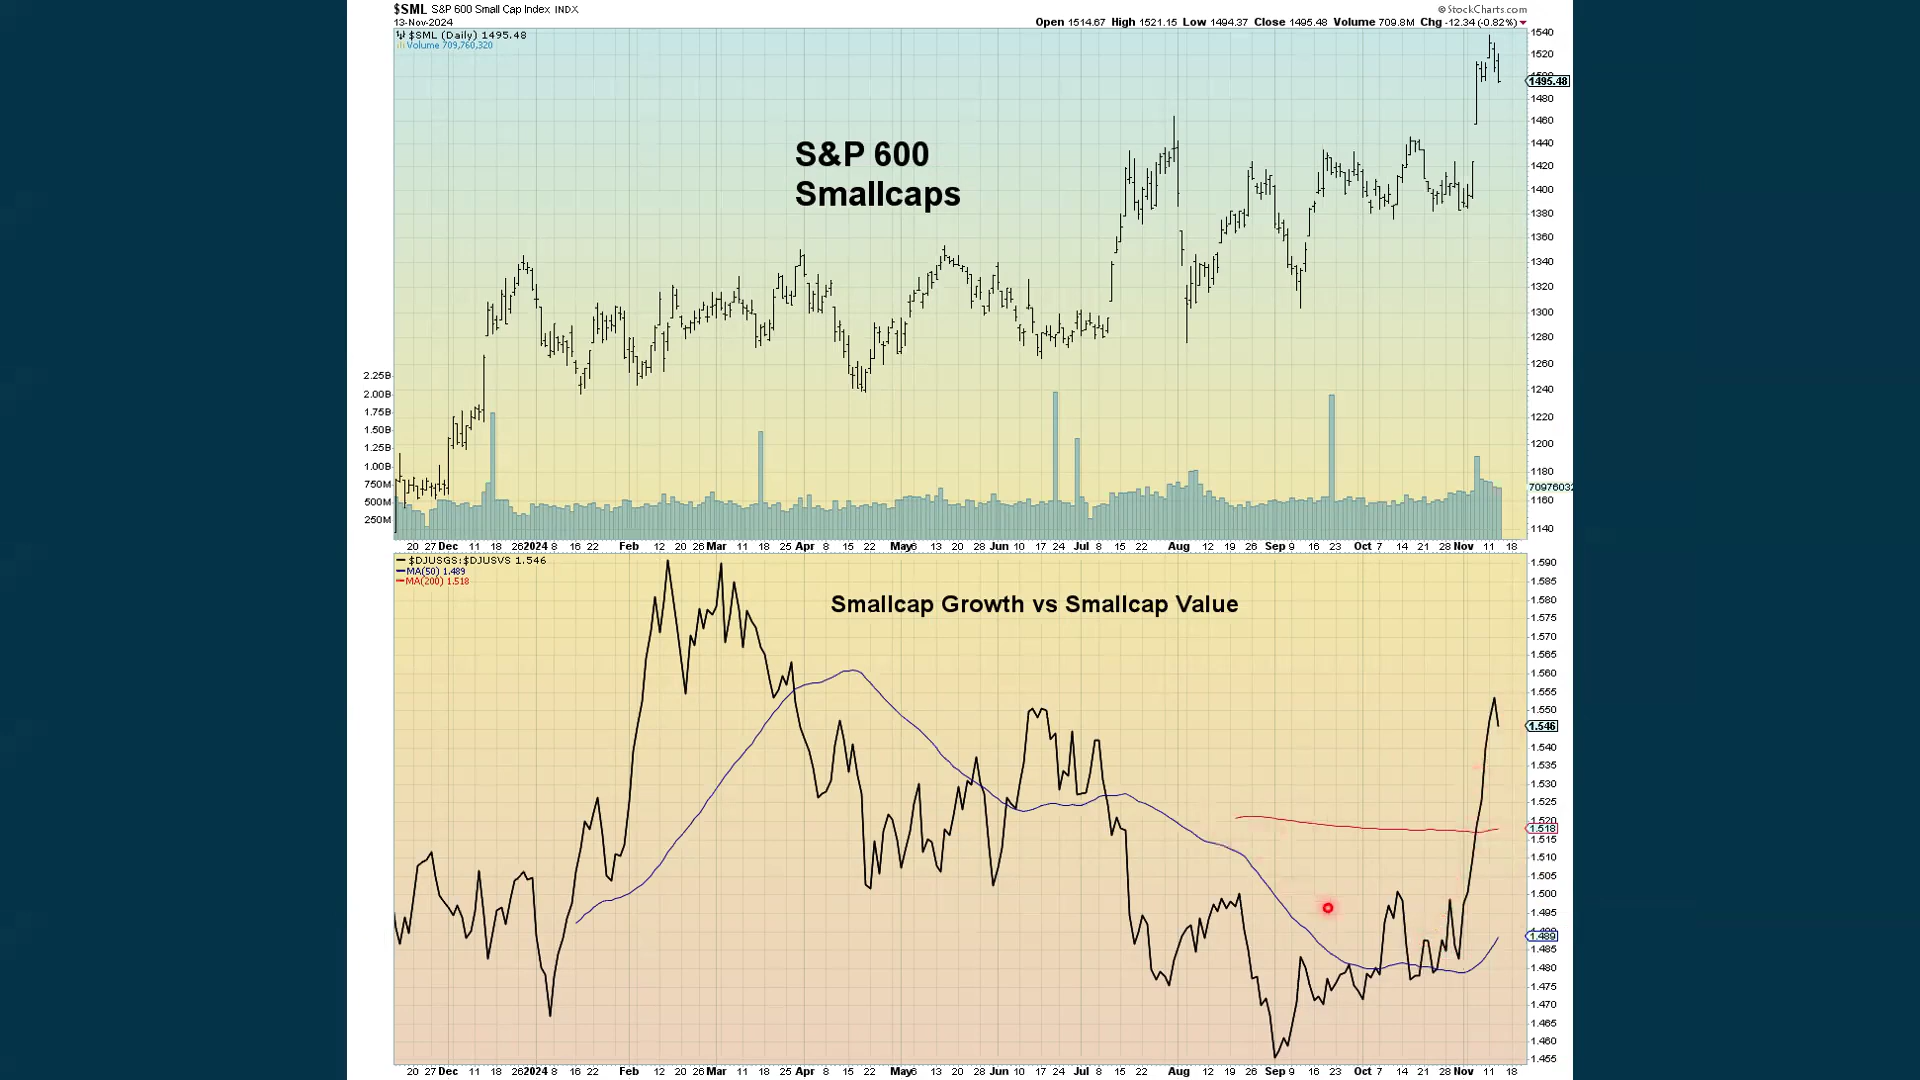 $SML S&P 600 Small Cap Index INDX
© StockCharts.com
13-Nov-2024
Open 1514.67 High 1521.15 Low 1494.37 Close 1495.48 Volume 709.8M Chg -12.34 (-0.82%)
$SML (Daily) 1495.48
Volume 709,760,320
S&P 600
Smallcaps
1540
1520
1500
1495.48
1480
1460
1440
1420
1400
1380
1360
1340
1320
1300
1280
1260
1240
1220
1200
1180
70976032
1160
1140
2.25B
2.00B
1.75B
1.50B
1.25B
1.00B
750M
500M
250M
20 27 Dec 11 18 26 2024 8 16 22 Feb 12 20 26 Mar 11 18 25 Apr 8 15 22 May 6 13 20 28 Jun 10 17 24 Jul 8 15 22 Aug 12 19 26 Sep 9 16 23 Oct 7 14 21 28 Nov 11 18
$DJUSGS:$DJUSVS 1.546
MA(50) 1.489
MA(200) 1.518
Smallcap Growth vs Smallcap Value
1.590
1.585
1.580
1.575
1.570
1.565
1.560
1.555
1.550
1.546
1.540
1.535
1.530
1.525
1.520
1.518
1.515
1.510
1.505
1.500
1.495
1.489
1.485
1.480
1.475
1.470
1.465
1.460
1.455
20 27 Dec 11 18 26 2024 8 16 22 Feb 12 20 26 Mar 11 18 25 Apr 8 15 22 May 6 13 20 28 Jun 10 17 24 Jul 8 15 22 Aug 12 19 26 Sep 9 16 23 Oct 7 14 21 28 Nov 11 18